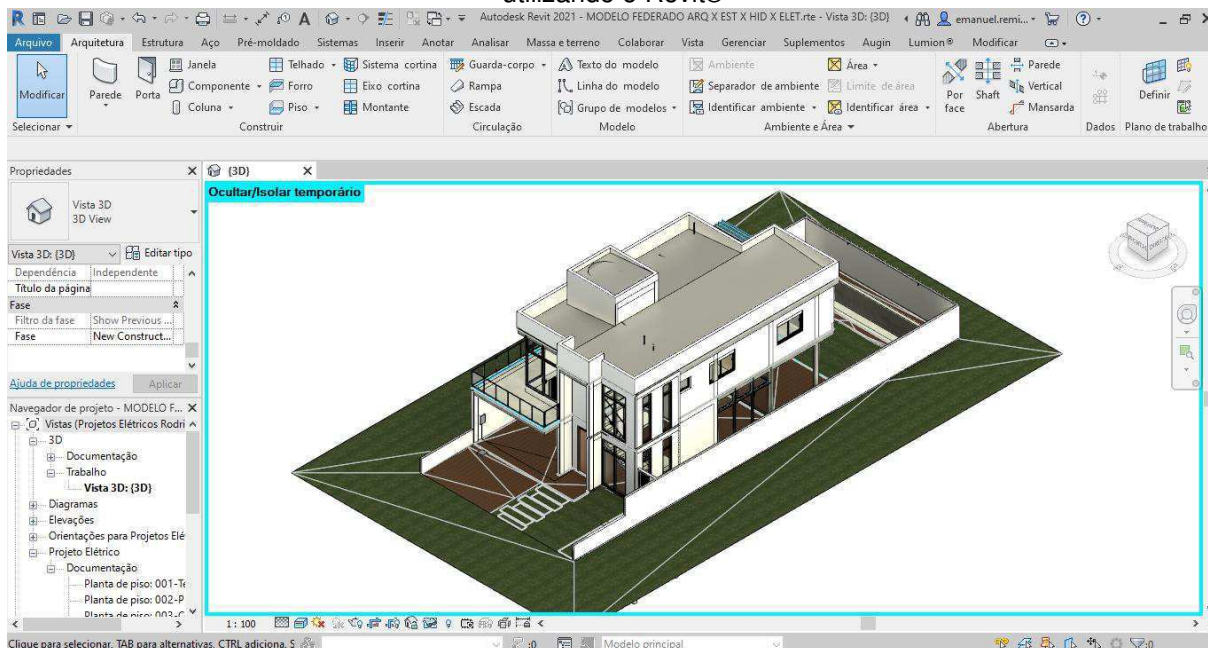 utilizando o Revit®
Autodesk Revit 2021 - MODELO FEDERADO ARQ X EST X HID X ELET.rte - Vista 3D: {3D}
emanuel.remi...
Arquivo Arquitetura Estrutura Aço Pré-moldado Sistemas Inserir Anotar Analisar Massa e terreno Colaborar Vista Gerenciar Suplementos Augin Lumion® Modificar
Modificar
Parede
Porta
Janela
Componente
Coluna
Telhado
Forro
Piso
Sistema cortina
Eixo cortina
Montante
Guarda-corpo
Rampa
Escada
Texto do modelo
Linha do modelo
Grupo de modelos
Ambiente
Separador de ambiente
Identificar ambiente
Área
Limite de área
Identificar área
Por face
Shaft
Parede
Vertical
Mansarda
Definir
Selecionar Construir Circulação Modelo Ambiente e Área Abertura Dados Plano de trabalho
Propriedades
{3D}
Ocultar/Isolar temporário
Vista 3D
3D View
Vista 3D: {3D} Editar tipo
Dependência Independente
Título da página
Fase
Filtro da fase Show Previous ...
Fase New Construct...
Ajuda de propriedades Aplicar
Navegador de projeto - MODELO F...
Vistas (Projetos Elétricos Rodri
3D
Documentação
Trabalho
Vista 3D: {3D}
Diagramas
Elevações
Orientações para Projetos Elé
Projeto Elétrico
Documentação
Planta de piso: 001-Te
Planta de piso: 002-P
Planta de piso: 003-C
1 : 100
Clique para selecionar, TAB para alternativas, CTRL adiciona, S
:0
Modelo principal
:0